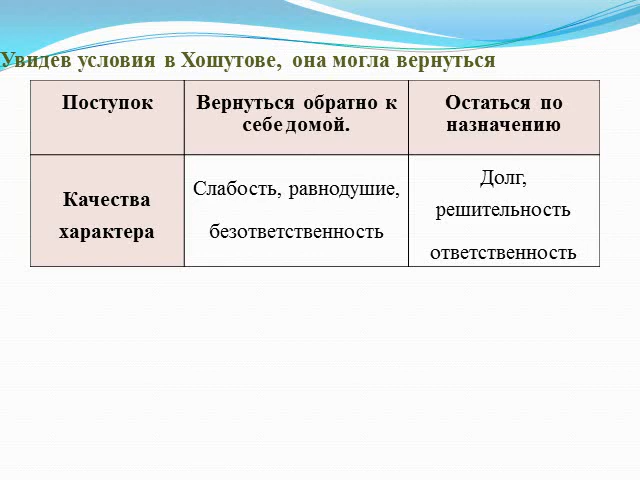 Увидев условия в Хошутове, она могла вернуться
Поступок
Вернуться обратно к
себе домой.
Остаться по
назначению
Качества
характера
Слабость, равнодушие,
безответственность
Долг,
решительность
ответственность